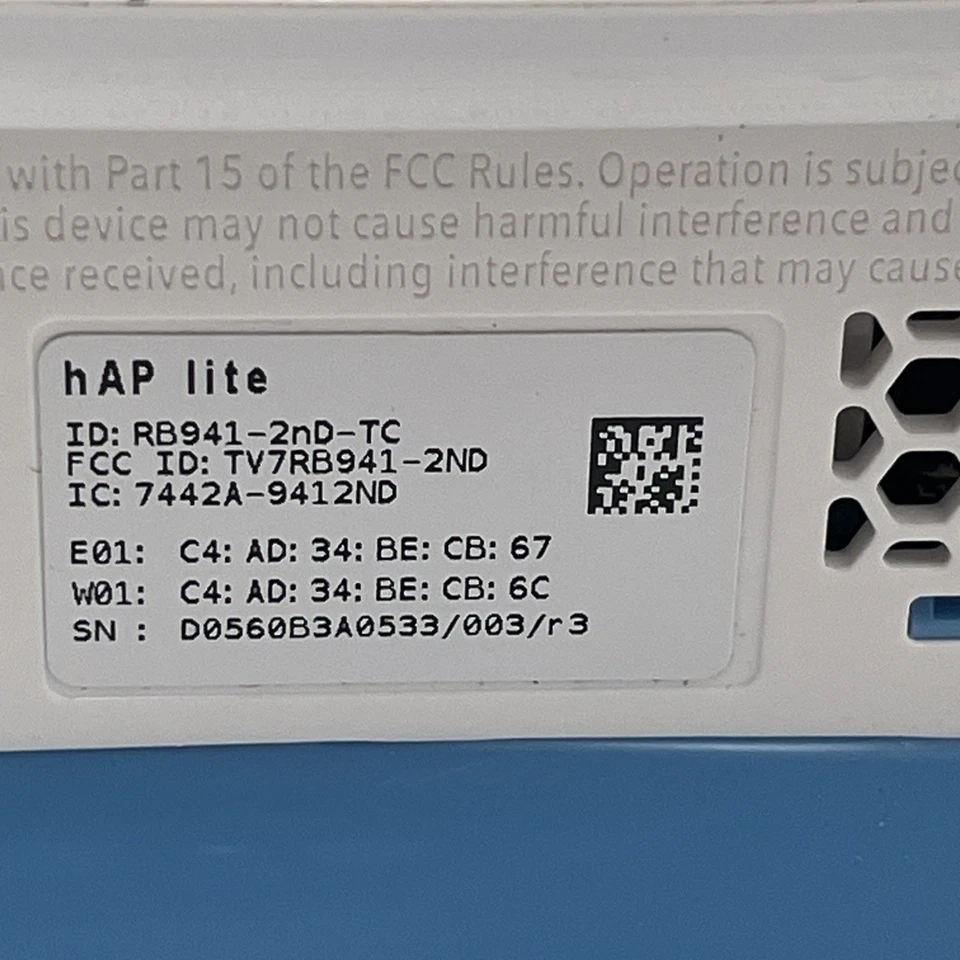 with Part 15 of the FCC Rules. Operation is
is device may not cause harmful interference and
received, including interference that may cause
hAP lite
ID: RB941-2nD-TC
FCC ID: TV7RB941-2ND
IC: 7442A-9412ND
E01: C4: AD: 34: BE: CB: 67
W01: C4: AD: 34: BE: CB: 6C
SN : D0560B3A0533/003/r3